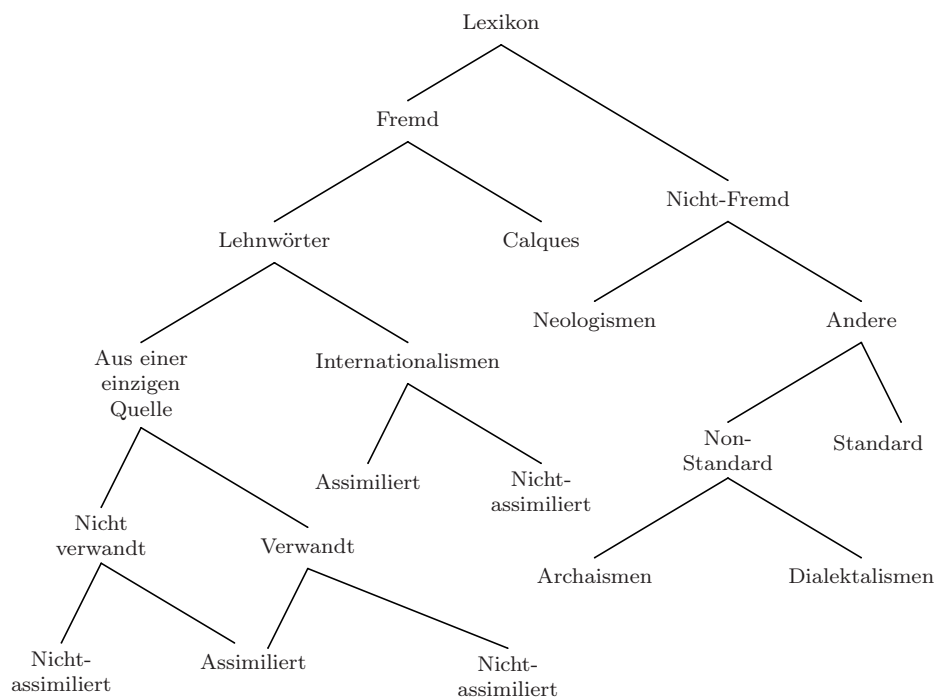 Lexikon
Fremd
Nicht-Fremd
Lehnwörter
Calques
Neologismen
Andere
Aus einer
einzigen
Quelle
Internationalismen
Non-
Standard
Standard
Assimiliert
Nicht-
assimiliert
Nicht
verwandt
Verwandt
Archaismen
Dialektalismen
Nicht-
assimiliert
Assimiliert
Nicht-
assimiliert